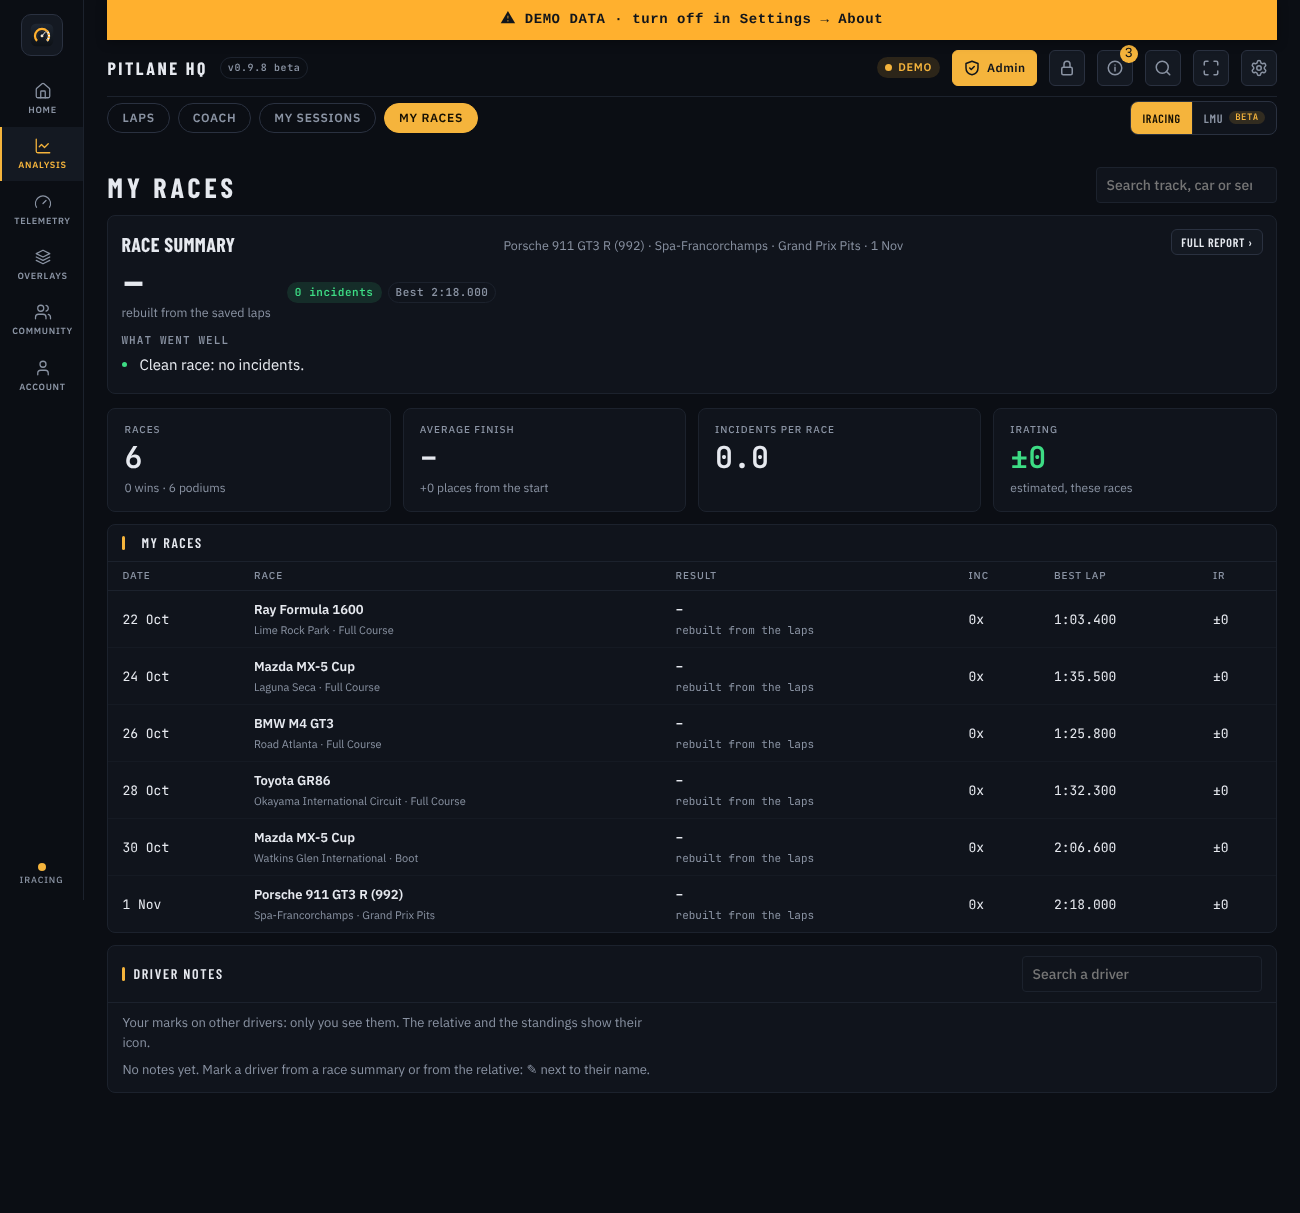 ⚠ DEMO DATA · turn off in Settings → About
PITLANE HQ
v0.9.8 beta
DEMO
Admin
3
HOME
ANALYSIS
TELEMETRY
OVERLAYS
COMMUNITY
ACCOUNT
IRACING
LAPS
COACH
MY SESSIONS
MY RACES
IRACING
LMU BETA
MY RACES
Search track, car or ser
RACE SUMMARY
Porsche 911 GT3 R (992) · Spa-Francorchamps · Grand Prix Pits · 1 Nov
FULL REPORT ›
–
0 incidents
Best 2:18.000
rebuilt from the saved laps
WHAT WENT WELL
• Clean race: no incidents.
RACES
6
0 wins · 6 podiums
AVERAGE FINISH
–
+0 places from the start
INCIDENTS PER RACE
0.0
IRATING
±0
estimated, these races
MY RACES
DATE RACE RESULT INC BEST LAP IR
22 Oct Ray Formula 1600 – 0x 1:03.400 ±0
Lime Rock Park · Full Course rebuilt from the laps
24 Oct Mazda MX-5 Cup – 0x 1:35.500 ±0
Laguna Seca · Full Course rebuilt from the laps
26 Oct BMW M4 GT3 – 0x 1:25.800 ±0
Road Atlanta · Full Course rebuilt from the laps
28 Oct Toyota GR86 – 0x 1:32.300 ±0
Okayama International Circuit · Full Course rebuilt from the laps
30 Oct Mazda MX-5 Cup – 0x 2:06.600 ±0
Watkins Glen International · Boot rebuilt from the laps
1 Nov Porsche 911 GT3 R (992) – 0x 2:18.000 ±0
Spa-Francorchamps · Grand Prix Pits rebuilt from the laps
DRIVER NOTES
Search a driver
Your marks on other drivers: only you see them. The relative and the standings show their
icon.
No notes yet. Mark a driver from a race summary or from the relative: ✎ next to their name.